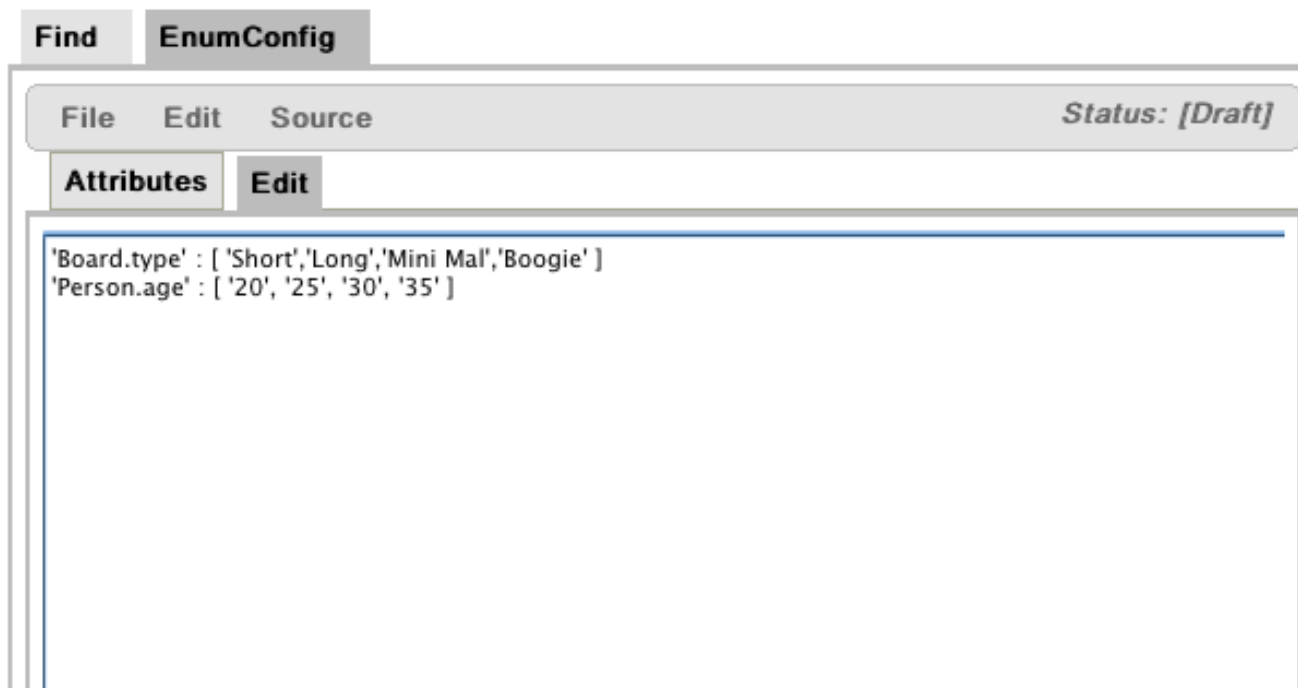 Find EnumConfig
File Edit Source Status: [Draft]
Attributes Edit
'Board.type' : [ 'Short','Long','Mini Mal','Boogie' ]
'Person.age' : [ '20', '25', '30', '35' ]